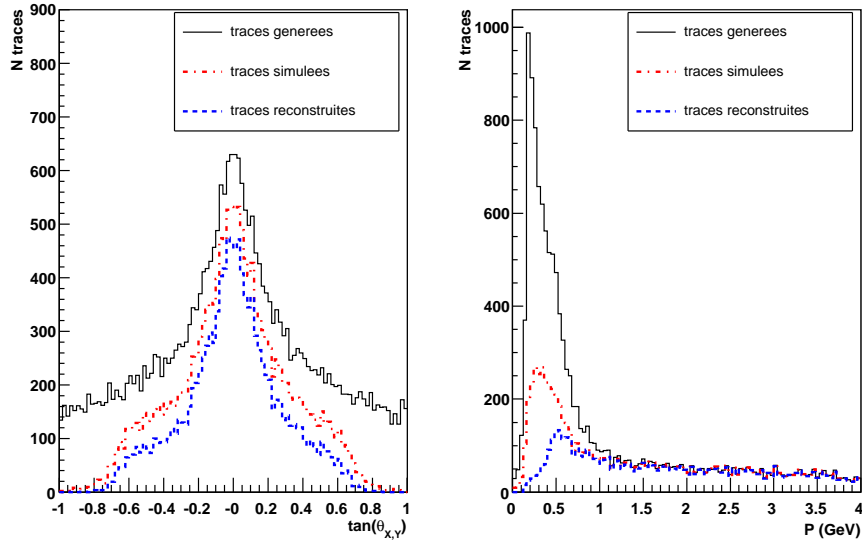 N traces
900
800
700
600
500
400
300
200
100
0
traces generees
traces simulees
traces reconstruites
-1 -0.8 -0.6 -0.4 -0.2 -0 0.2 0.4 0.6 0.8 1
tan(θX,Y)
N traces
1000
800
600
400
200
0
traces generees
traces simulees
traces reconstruites
0 0.5 1 1.5 2 2.5 3 3.5 4
P (GeV)